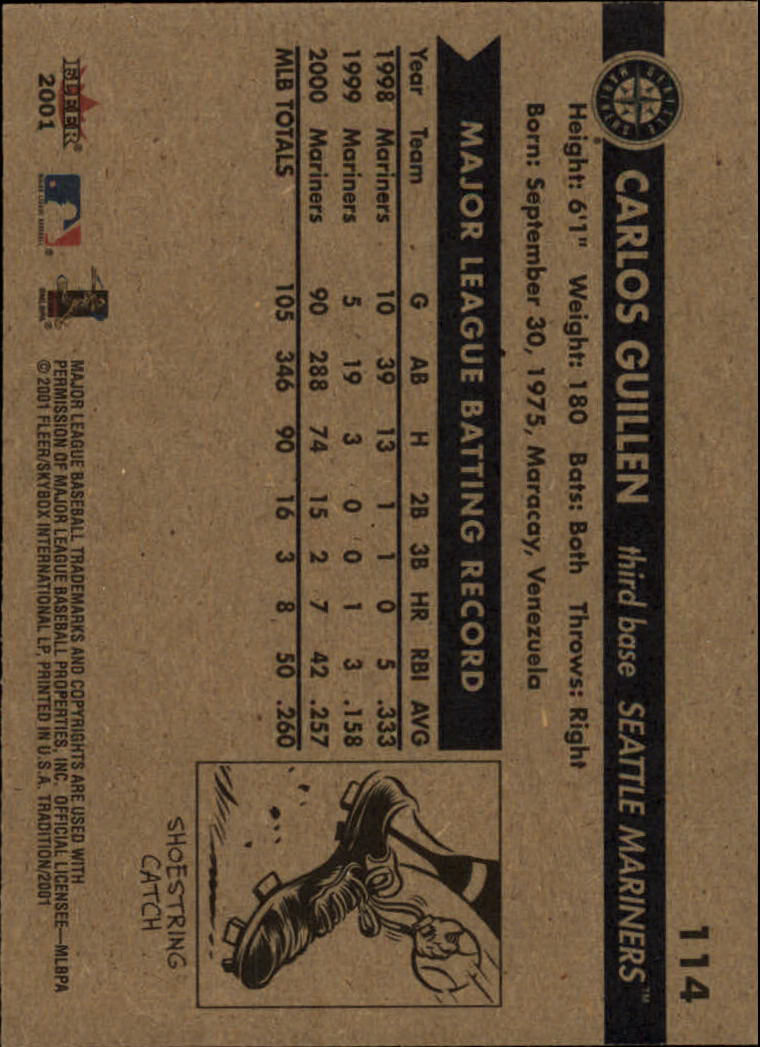 114
CARLOS GUILLEN third base SEATTLE MARINERS™
Height: 6'1" Weight: 180 Bats: Both Throws: Right
Born: September 30, 1975, Maracay, Venezuela
MAJOR LEAGUE BATTING RECORD
Year Team G AB H 2B 3B HR RBI AVG
1998 Mariners 10 39 13 1 1 0 5 .333
1999 Mariners 5 19 3 0 0 1 3 .158
2000 Mariners 90 288 74 15 2 7 42 .257
MLB TOTALS 105 346 90 16 3 8 50 .260
SHOESTRING
CATCH
FLEER®
2001
MAJOR LEAGUE BASEBALL TRADEMARKS AND COPYRIGHTS ARE USED WITH
PERMISSION OF MAJOR LEAGUE BASEBALL PROPERTIES, INC. OFFICIAL LICENSEE—MLBPA
© 2001 FLEER/SKYBOX INTERNATIONAL LP, PRINTED IN U.S.A. TRADITION/2001